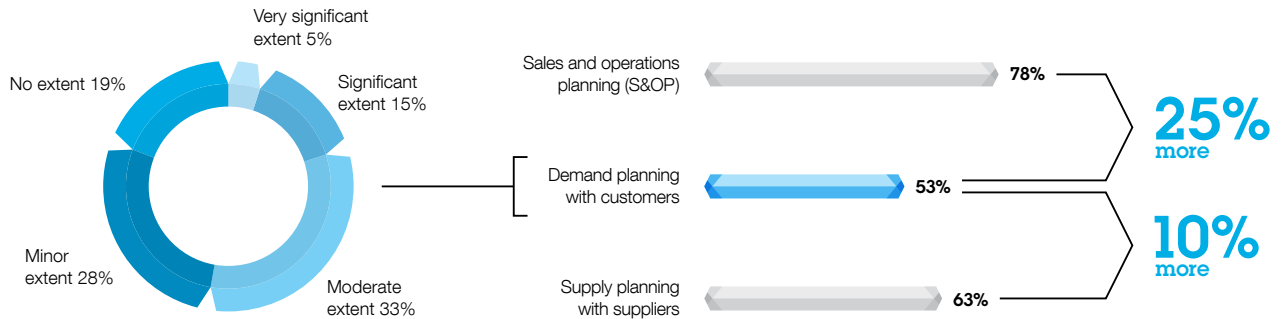 Very significant
extent 5%
No extent 19%
Significant
extent 15%
Minor
extent 28%
Moderate
extent 33%
Sales and operations
planning (S&OP)
78%
Demand planning
with customers
53%
Supply planning
with suppliers
63%
25%
more
10%
more